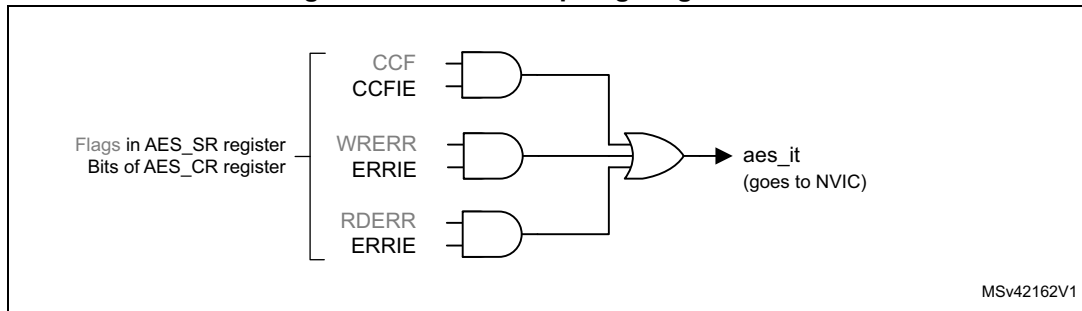 Flags in AES_SR register
Bits of AES_CR register
CCF
CCFIE
WRERR
ERRIE
RDERR
ERRIE
aes_it
(goes to NVIC)
MSv42162V1